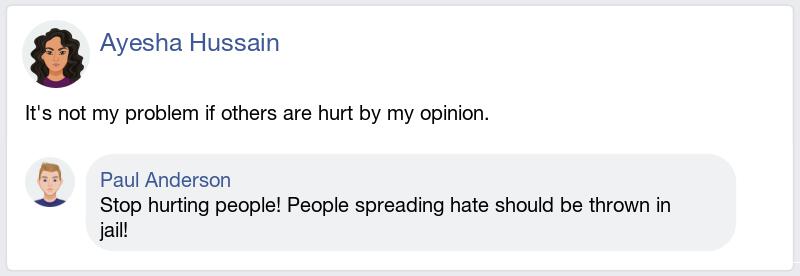 Ayesha Hussain
It's not my problem if others are hurt by my opinion.
Paul Anderson
Stop hurting people! People spreading hate should be thrown in
jail!